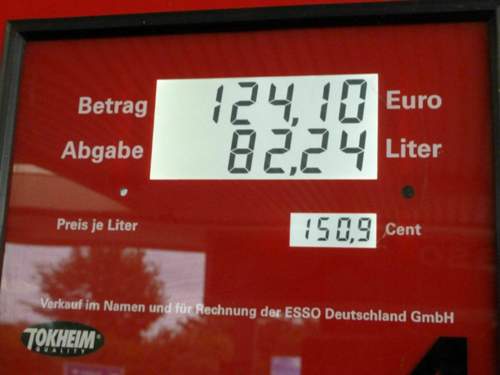 Betrag 124,10 Euro
Abgabe 82,24 Liter
Preis je Liter 150,9 Cent
Verkauf im Namen und für Rechnung der ESSO Deutschland GmbH
TOKHEIM
QUALITY